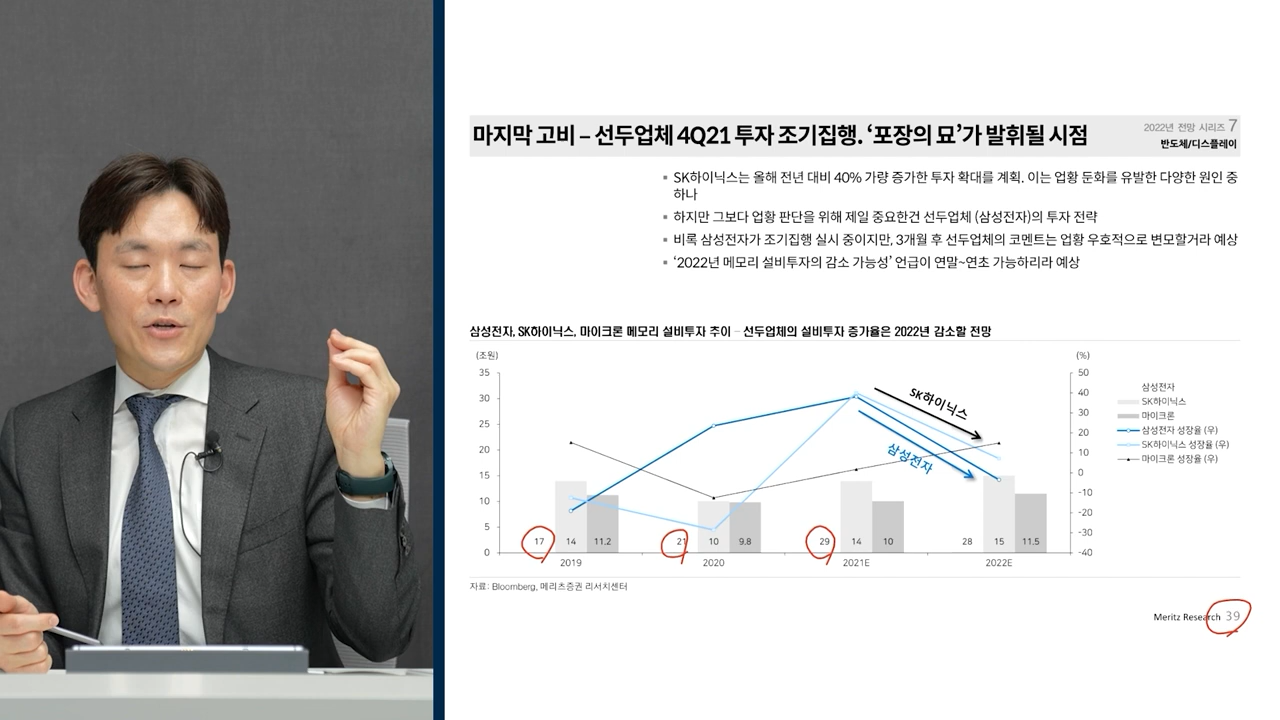 마지막 고비 – 선두업체 4Q21 투자 조기집행. ‘포장의 묘’가 발휘될 시점
2022년 전망 시리즈 7
반도체/디스플레이
▪ SK하이닉스는 올해 전년 대비 40% 가량 증가한 투자 확대를 계획. 이는 업황 둔화를 유발한 다양한 원인 중
하나
▪ 하지만 그보다 업황 판단을 위해 제일 중요한건 선두업체 (삼성전자)의 투자 전략
▪ 비록 삼성전자가 조기집행 실시 중이지만, 3개월 후 선두업체의 코멘트는 업황 우호적으로 변모할거라 예상
▪ ‘2022년 메모리 설비투자의 감소 가능성’ 언급이 연말~연초 가능하리라 예상
삼성전자, SK하이닉스, 마이크론 메모리 설비투자 추이 – 선두업체의 설비투자 증가율은 2022년 감소할 전망
(조원)
(%)
35
30
25
20
15
10
5
0
50
40
30
20
10
0
-10
-20
-30
-40
SK하이닉스
삼성전자
17 14 11.2
21 10 9.8
29 14 10
28 15 11.5
2019 2020 2021E 2022E
삼성전자
SK하이닉스
마이크론
삼성전자 성장율 (우)
SK하이닉스 성장율 (우)
마이크론 성장율 (우)
자료: Bloomberg, 메리츠증권 리서치센터
Meritz Research 39